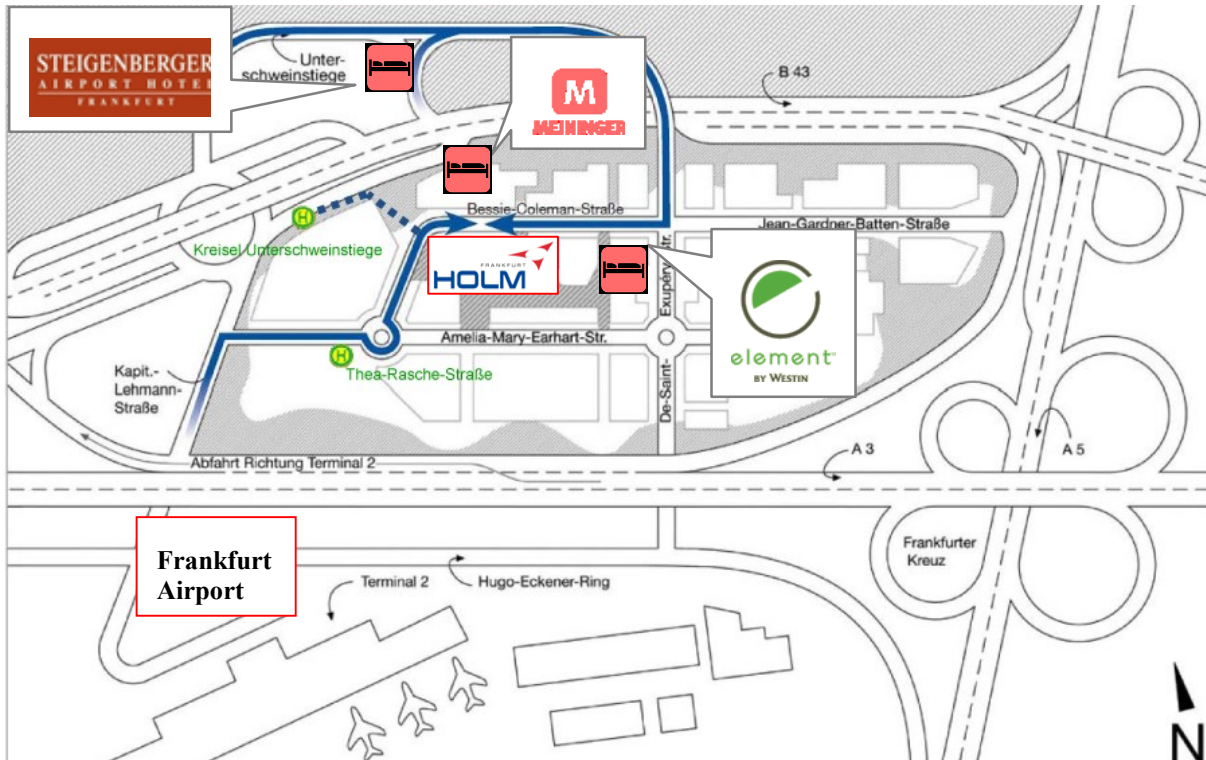 STEIGENBERGER
AIRPORT HOTEL
FRANKFURT
Unter-
schweinstiege
M
MEININGER
B 43
H
Kreisel Unterschweinstiege
Bessie-Coleman-Straße
Jean-Gardner-Batten-Straße
FRANKFURT
HOLM
Exupéry-Str.
element
BY WESTIN
Amelia-Mary-Earhart-Str.
H
Thea-Rasche-Straße
Kapit.-
Lehmann-
Straße
De-Saint-
Abfahrt Richtung Terminal 2
A 3
A 5
Frankfurt
Airport
Terminal 2
Hugo-Eckener-Ring
Frankfurter
Kreuz
N